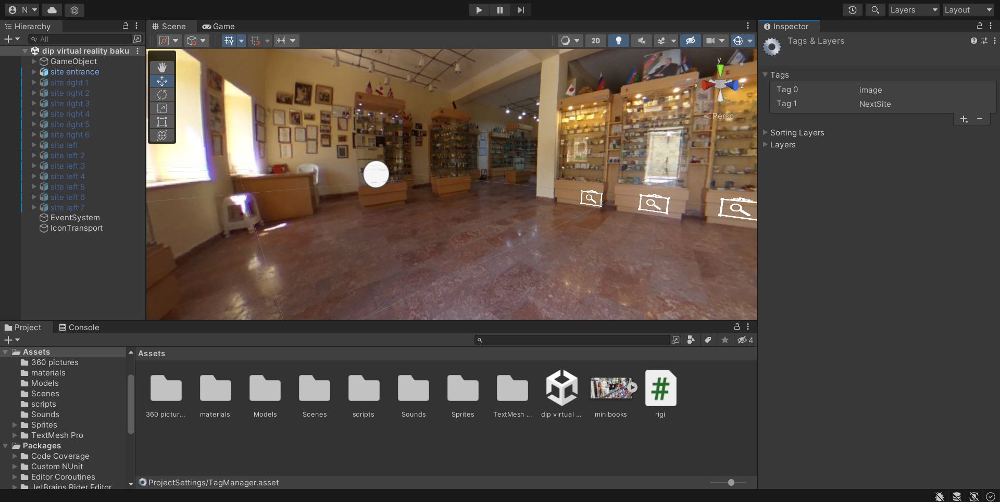 N
Layers
Layout
Hierarchy
All
dip virtual reality baku
GameObject
site entrance
site right 1
site right 2
site right 3
site right 4
site right 5
site right 6
site left
site left 2
site left 3
site left 4
site left 5
site left 6
site left 7
EventSystem
IconTransport
Scene
Game
2D
y
x
z
Persp
Inspector
Tags & Layers
Tags
Tag 0 image
Tag 1 NextSite
Sorting Layers
Layers
Project
Console
4
Assets
360 pictures
materials
Models
Scenes
scripts
Sounds
Sprites
TextMesh Pro
Packages
Code Coverage
Custom NUnit
Editor Coroutines
JetBrains Rider Editor
Assets
360 pictur...
materials
Models
Scenes
scripts
Sounds
Sprites
TextMesh ...
dip virtual ...
minibooks
#
rigi
ProjectSettings/TagManager.asset